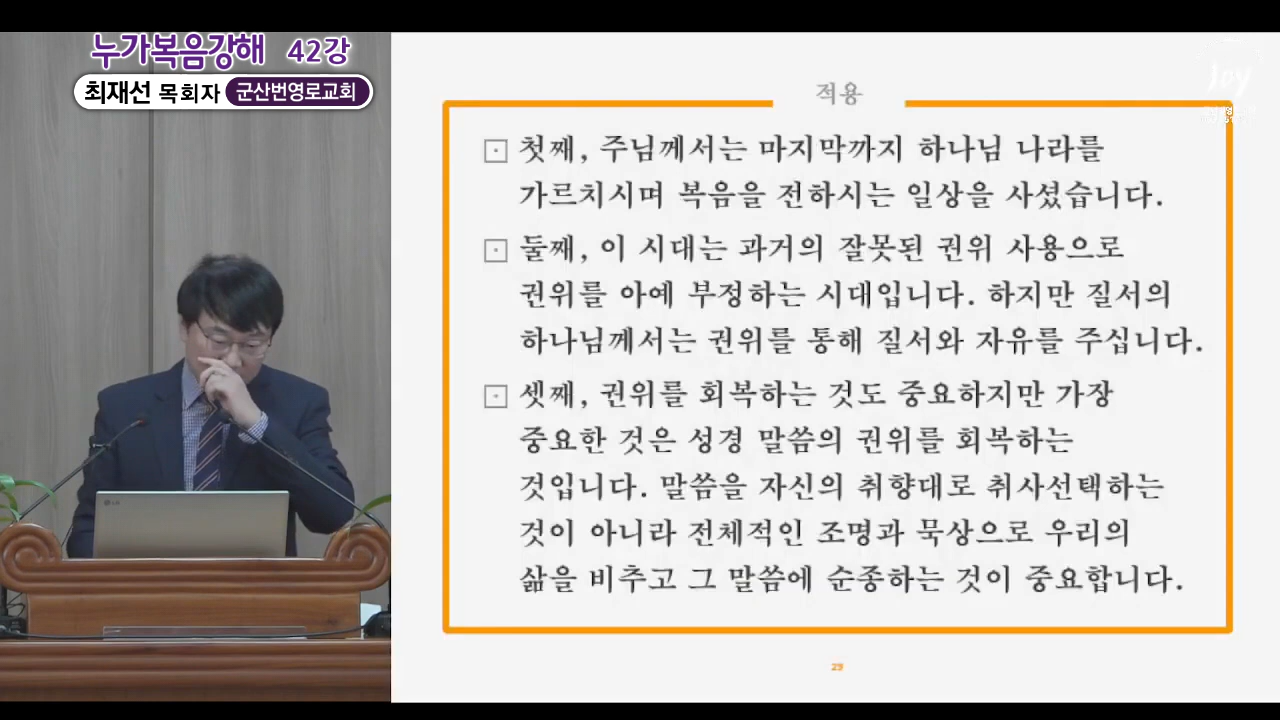 누가복음강해 42강
최재선 목회자 군산번영로교회
Joy
적용
첫째, 주님께서는 마지막까지 하나님 나라를
가르치시며 복음을 전하시는 일상을 사셨습니다.
둘째, 이 시대는 과거의 잘못된 권위 사용으로
권위를 아예 부정하는 시대입니다. 하지만 질서의
하나님께서는 권위를 통해 질서와 자유를 주십니다.
셋째, 권위를 회복하는 것도 중요하지만 가장
중요한 것은 성경 말씀의 권위를 회복하는
것입니다. 말씀을 자신의 취향대로 취사선택하는
것이 아니라 전체적인 조명과 묵상으로 우리의
삶을 비추고 그 말씀에 순종하는 것이 중요합니다.
LG
29